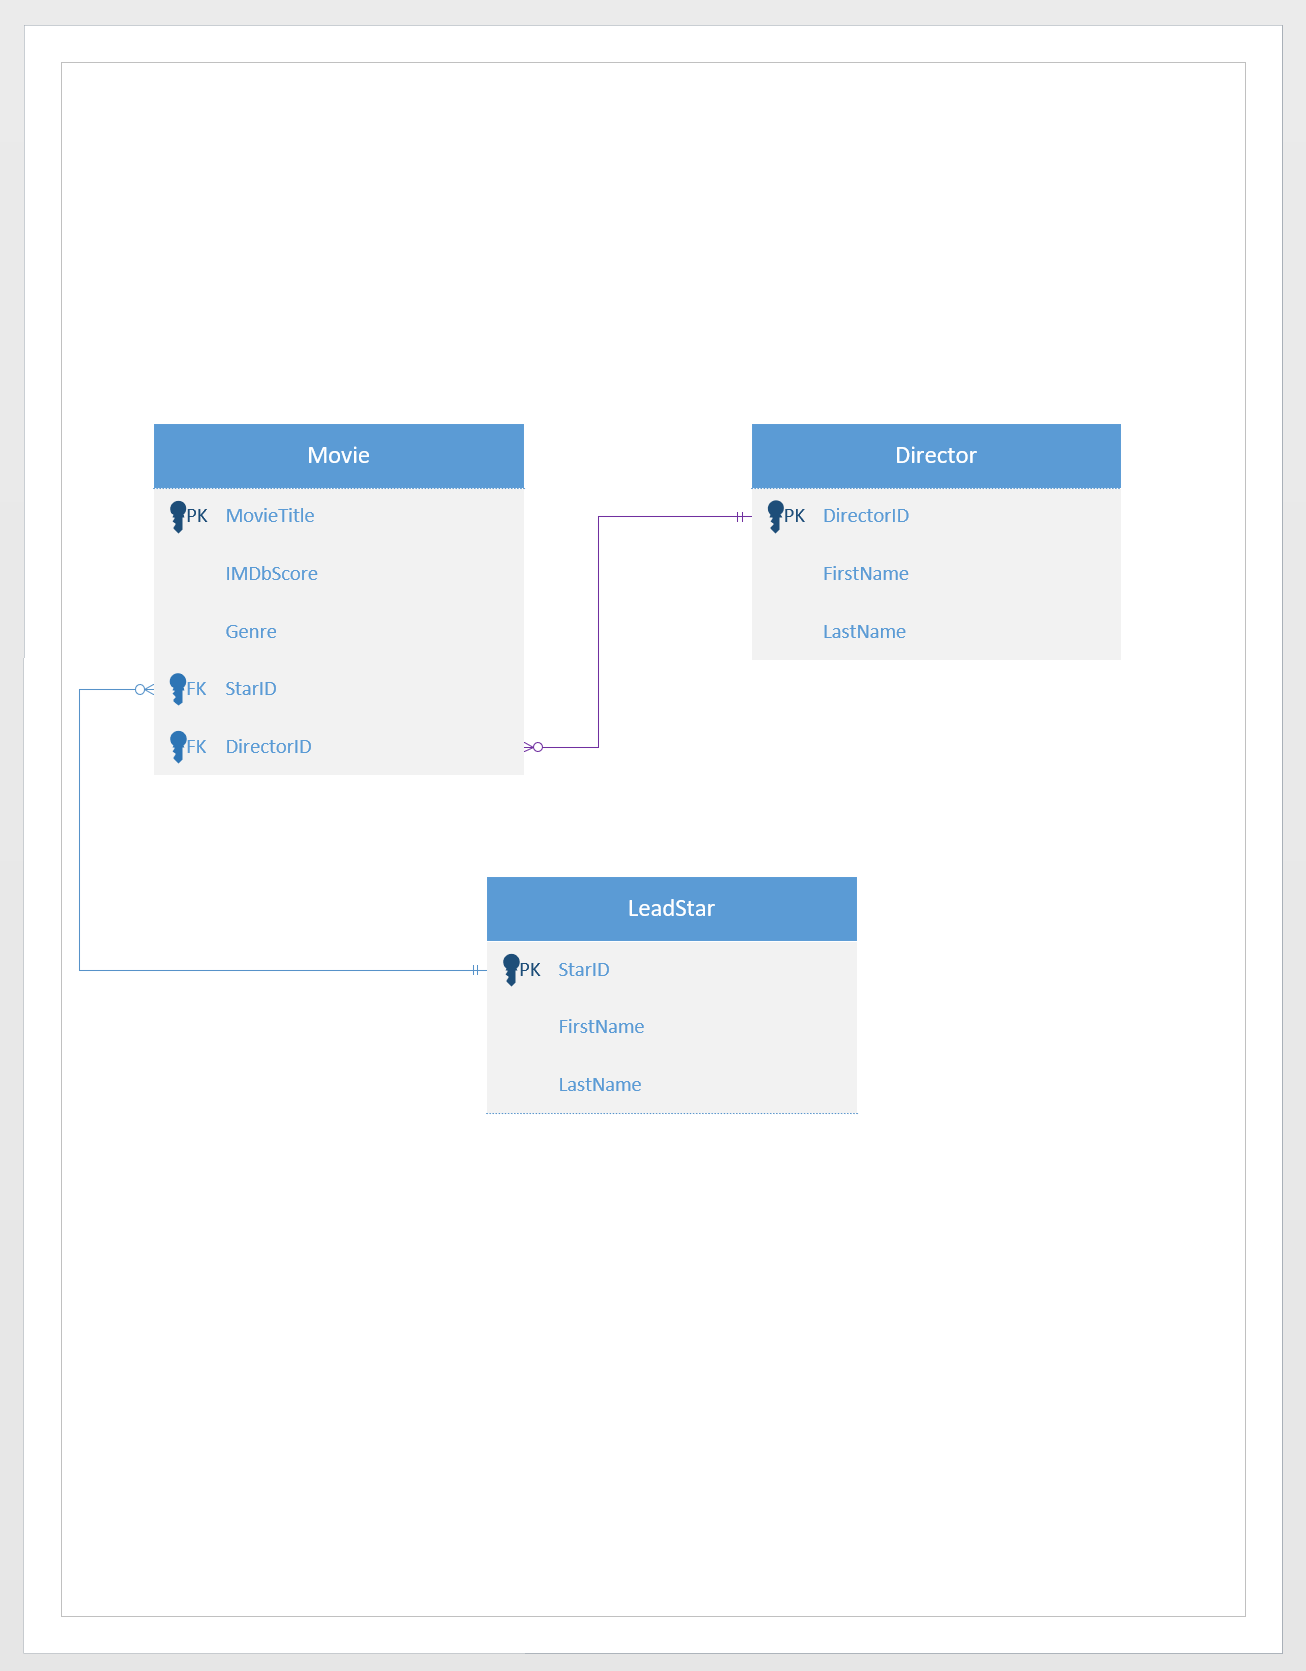 Movie
PK MovieTitle
IMDbScore
Genre
FK StarID
FK DirectorID
Director
PK DirectorID
FirstName
LastName
LeadStar
PK StarID
FirstName
LastName